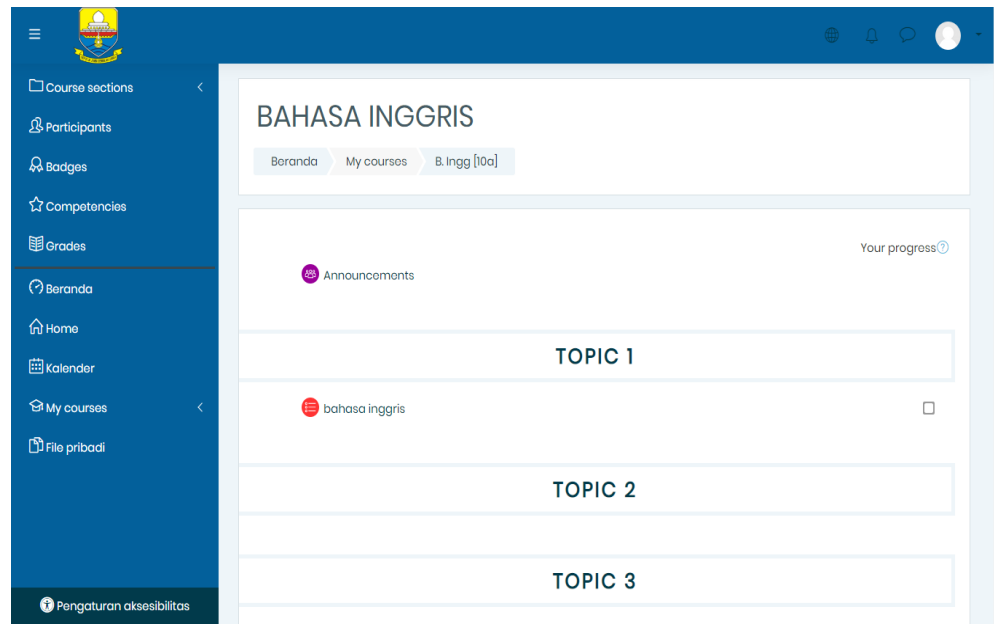 Course sections
Participants
Badges
Competencies
Grades
Beranda
Home
Kalender
My courses
File pribadi
Pengaturan aksesibilitas
BAHASA INGGRIS
Beranda My courses B. Ingg [10a]
Your progress
Announcements
TOPIC 1
bahasa inggris
TOPIC 2
TOPIC 3